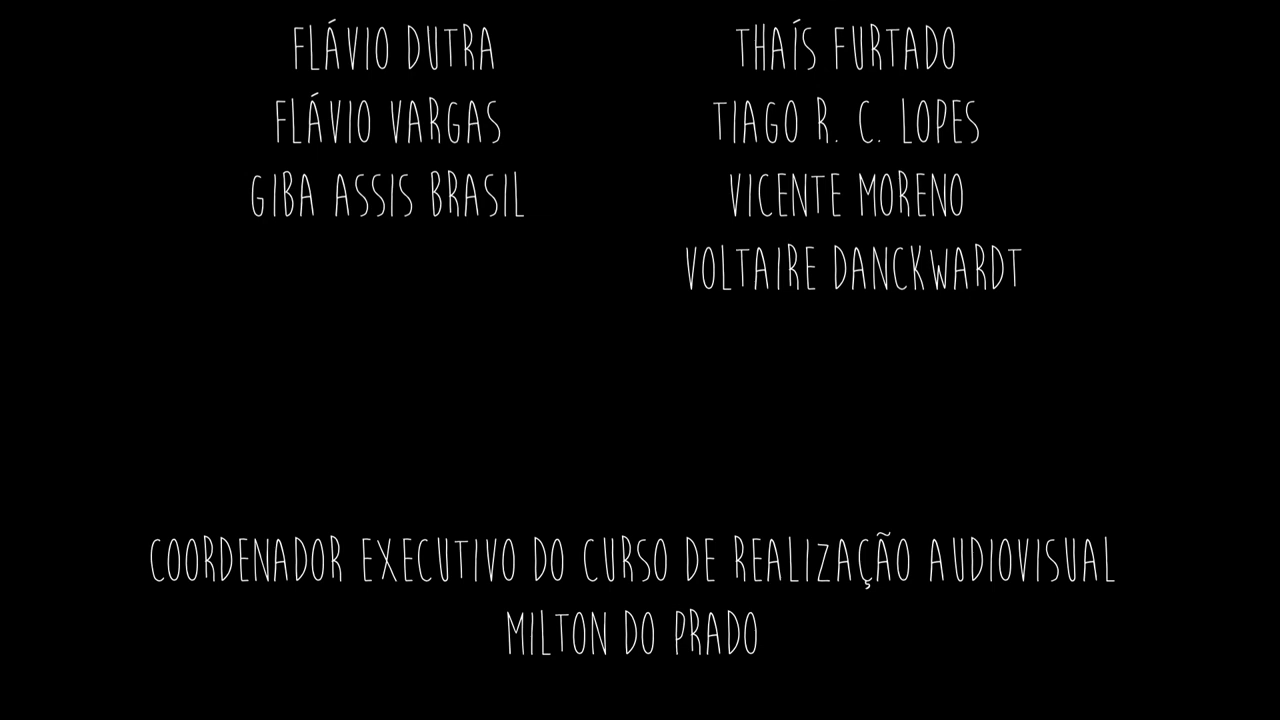 FLÁVIO DUTRA
FLÁVIO VARGAS
GIBA ASSIS BRASIL
THAÍS FURTADO
TIAGO R. C. LOPES
VICENTE MORENO
VOLTAIRE DANCKWARDT
COORDENADOR EXECUTIVO DO CURSO DE REALIZAÇÃO AUDIOVISUAL
MILTON DO PRADO